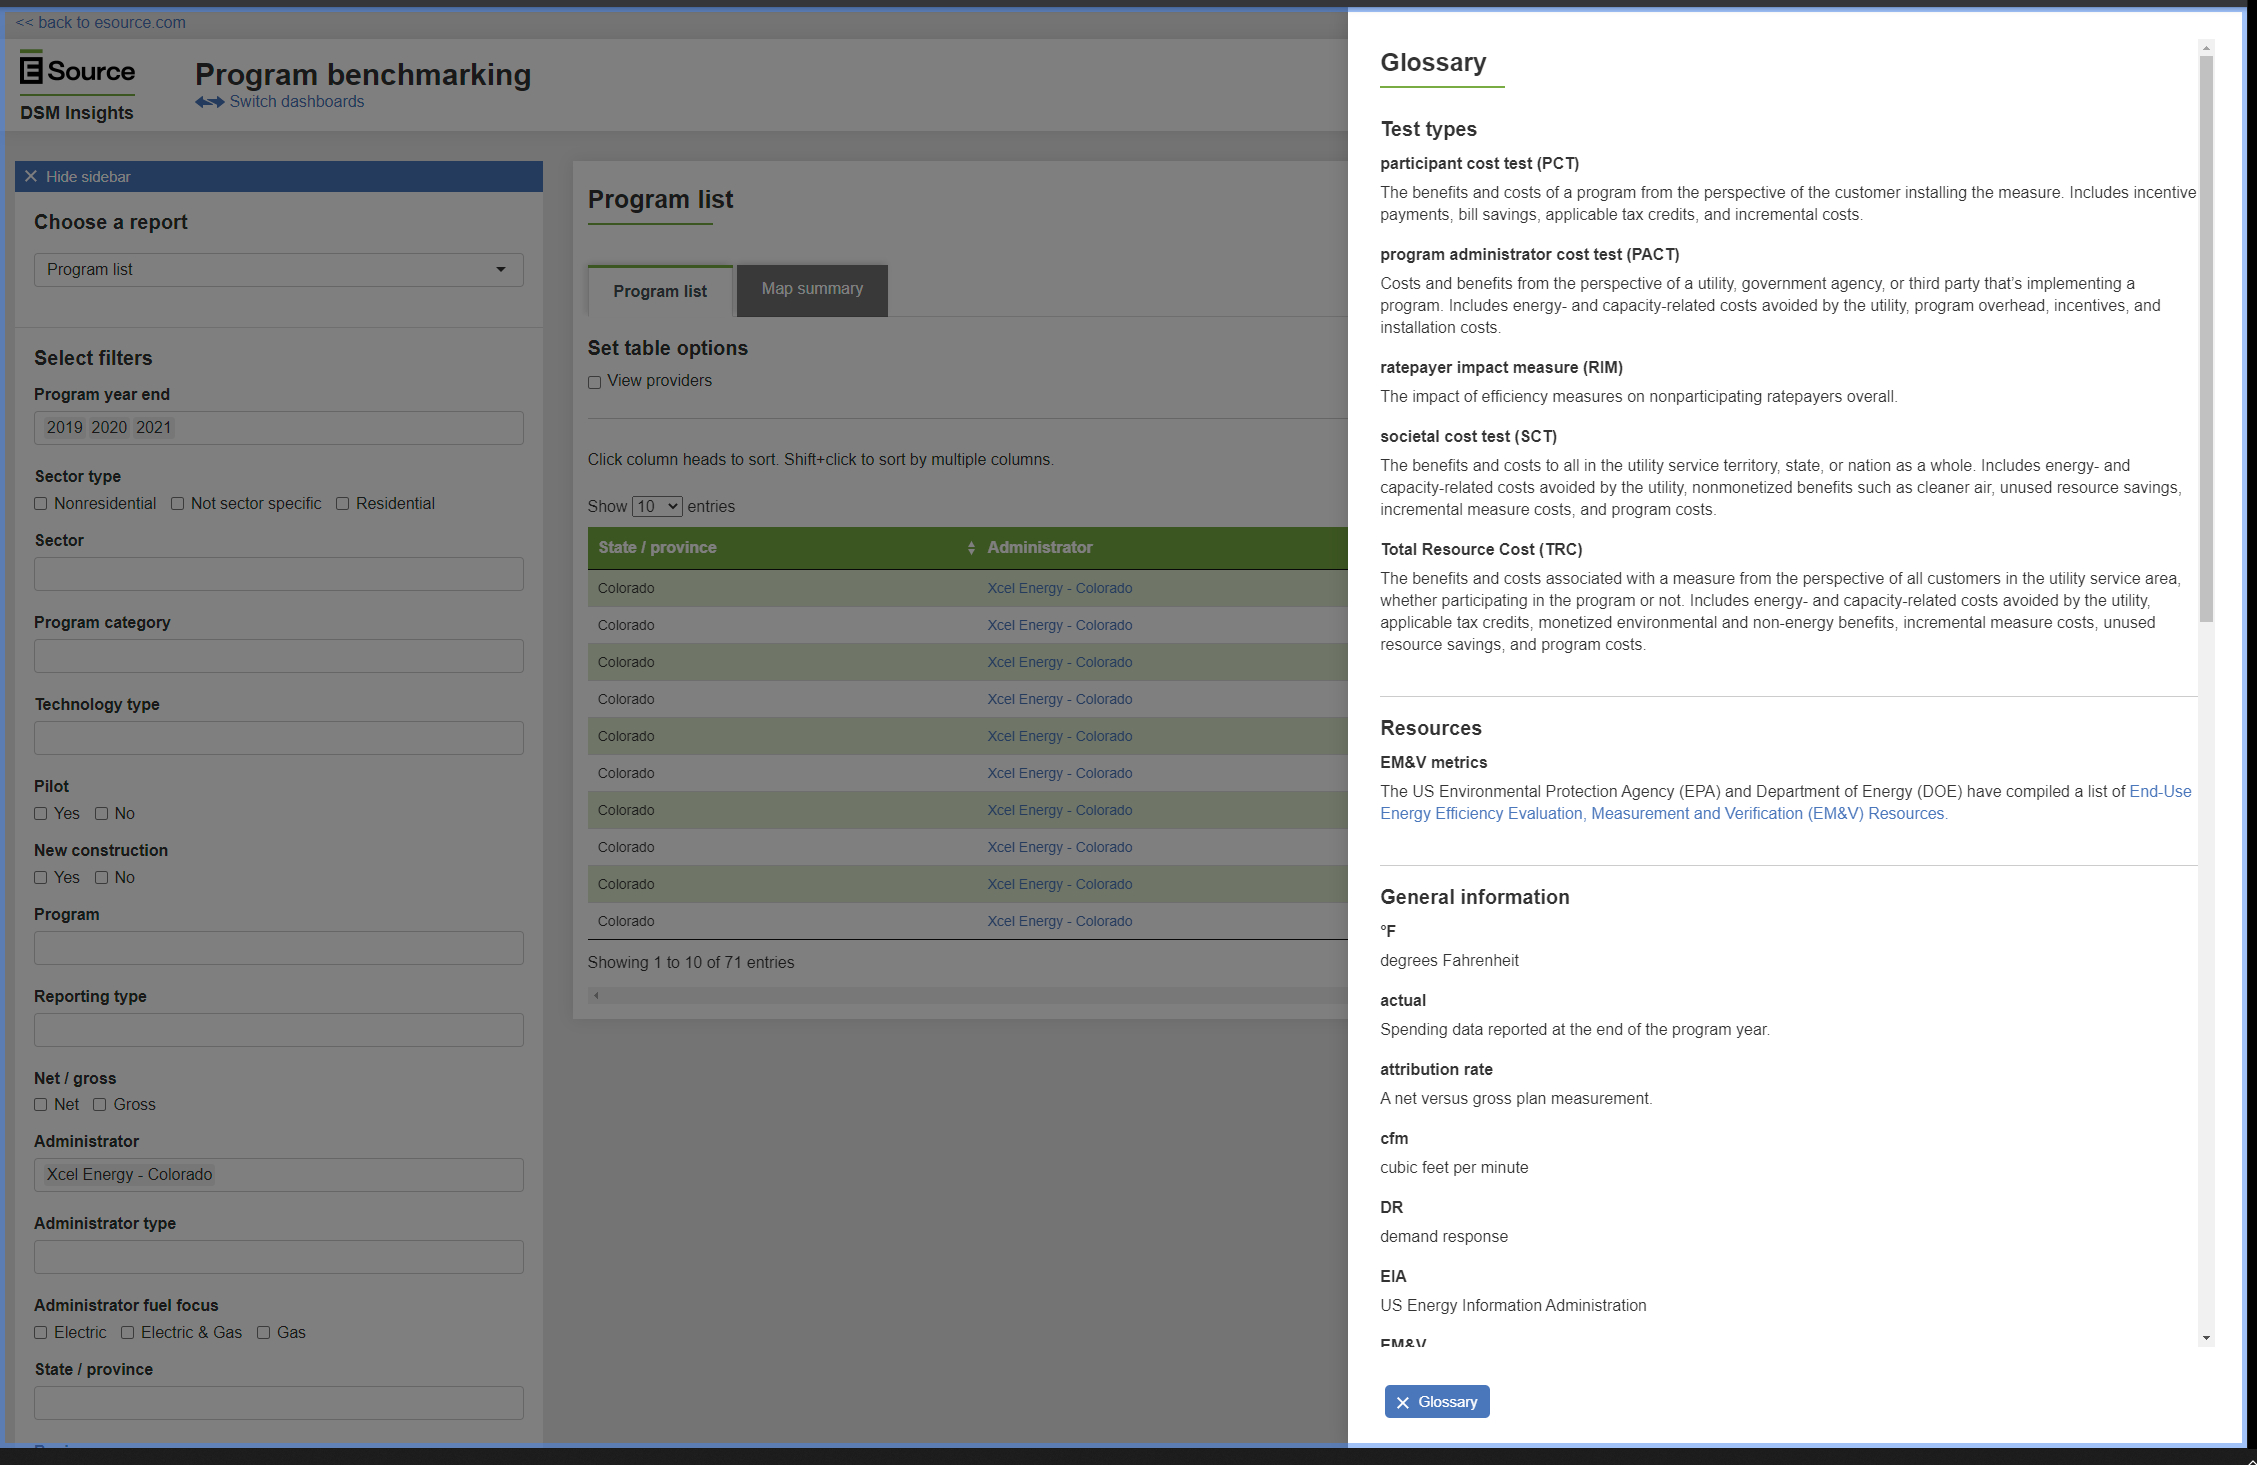 << back to esource.com
E Source
DSM Insights
Program benchmarking
Switch dashboards
Hide sidebar
Choose a report
Program list
Select filters
Program year end
2019 2020 2021
Sector type
Nonresidential Not sector specific Residential
Sector
Program category
Technology type
Pilot
Yes No
New construction
Yes No
Program
Reporting type
Net / gross
Net Gross
Administrator
Xcel Energy - Colorado
Administrator type
Administrator fuel focus
Electric Electric & Gas Gas
State / province
Program list
Program list Map summary
Set table options
View providers
Click column heads to sort. Shift+click to sort by multiple columns.
Show 10 entries
State / province Administrator
Colorado Xcel Energy - Colorado
Colorado Xcel Energy - Colorado
Colorado Xcel Energy - Colorado
Colorado Xcel Energy - Colorado
Colorado Xcel Energy - Colorado
Colorado Xcel Energy - Colorado
Colorado Xcel Energy - Colorado
Colorado Xcel Energy - Colorado
Colorado Xcel Energy - Colorado
Colorado Xcel Energy - Colorado
Showing 1 to 10 of 71 entries
Glossary
Test types
participant cost test (PCT)
The benefits and costs of a program from the perspective of the customer installing the measure. Includes incentive
payments, bill savings, applicable tax credits, and incremental costs.
program administrator cost test (PACT)
Costs and benefits from the perspective of a utility, government agency, or third party that’s implementing a
program. Includes energy- and capacity-related costs avoided by the utility, program overhead, incentives, and
installation costs.
ratepayer impact measure (RIM)
The impact of efficiency measures on nonparticipating ratepayers overall.
societal cost test (SCT)
The benefits and costs to all in the utility service territory, state, or nation as a whole. Includes energy- and
capacity-related costs avoided by the utility, nonmonetized benefits such as cleaner air, unused resource savings,
incremental measure costs, and program costs.
Total Resource Cost (TRC)
The benefits and costs associated with a measure from the perspective of all customers in the utility service area,
whether participating in the program or not. Includes energy- and capacity-related costs avoided by the utility,
applicable tax credits, monetized environmental and non-energy benefits, incremental measure costs, unused
resource savings, and program costs.
Resources
EM&V metrics
The US Environmental Protection Agency (EPA) and Department of Energy (DOE) have compiled a list of End-Use
Energy Efficiency Evaluation, Measurement and Verification (EM&V) Resources.
General information
°F
degrees Fahrenheit
actual
Spending data reported at the end of the program year.
attribution rate
A net versus gross plan measurement.
cfm
cubic feet per minute
DR
demand response
EIA
US Energy Information Administration
EM&V
Glossary